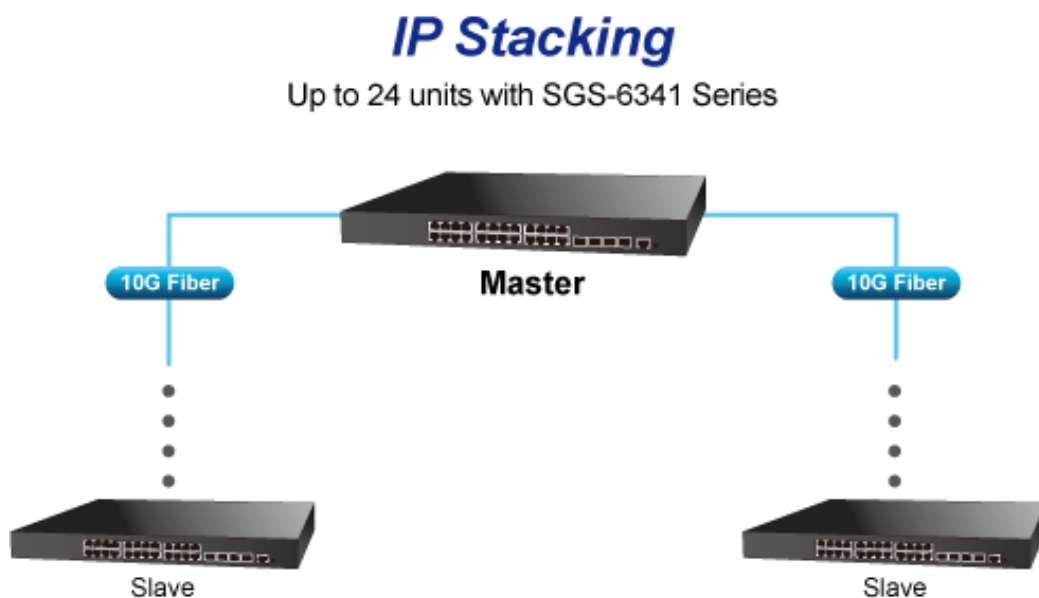 IP Stacking
Up to 24 units with SGS-6341 Series
10G Fiber
Master
10G Fiber
Slave
Slave